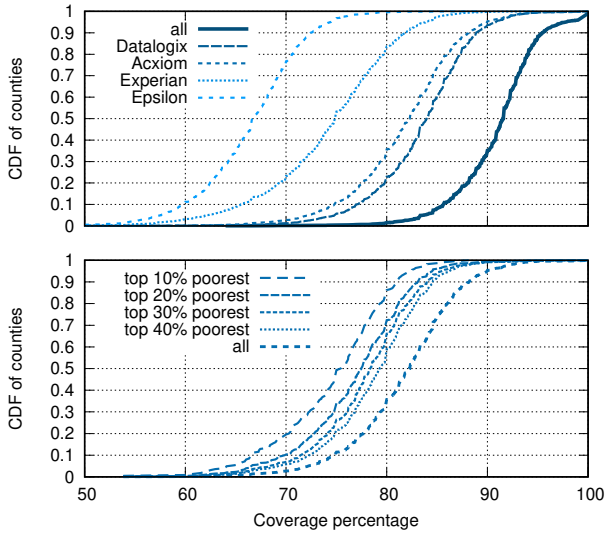 1
0.9
0.8
0.7
0.6
0.5
0.4
0.3
0.2
0.1
0
CDF of counties
all
Datalogix
Acxiom
Experian
Epsilon
1
0.9
0.8
0.7
0.6
0.5
0.4
0.3
0.2
0.1
0
CDF of counties
top 10% poorest
top 20% poorest
top 30% poorest
top 40% poorest
all
50 60 70 80 90 100
Coverage percentage